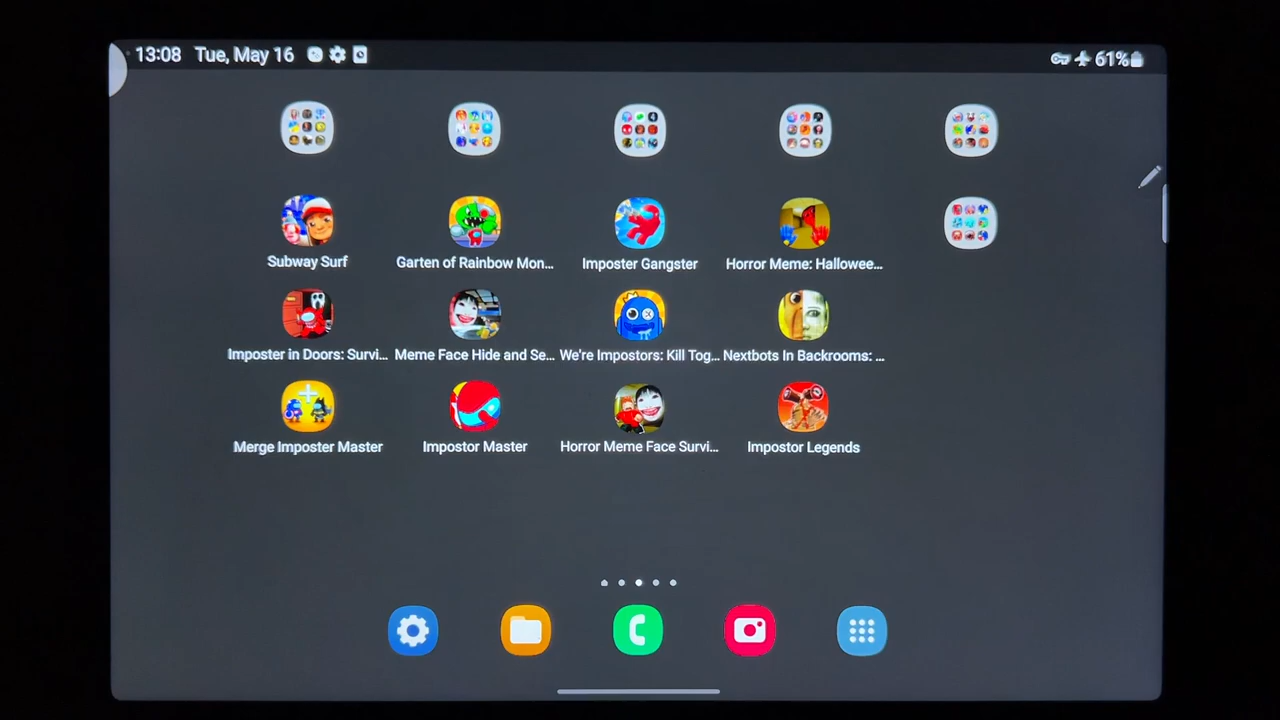 13:08 Tue, May 16
61%
Subway Surf
Garten of Rainbow Mon...
Imposter Gangster
Horror Meme: Hallowee...
Imposter in Doors: Survi...
Meme Face Hide and Se...
We're Impostors: Kill Tog...
Nextbots In Backrooms: ...
Merge Imposter Master
Impostor Master
Horror Meme Face Survi...
Impostor Legends